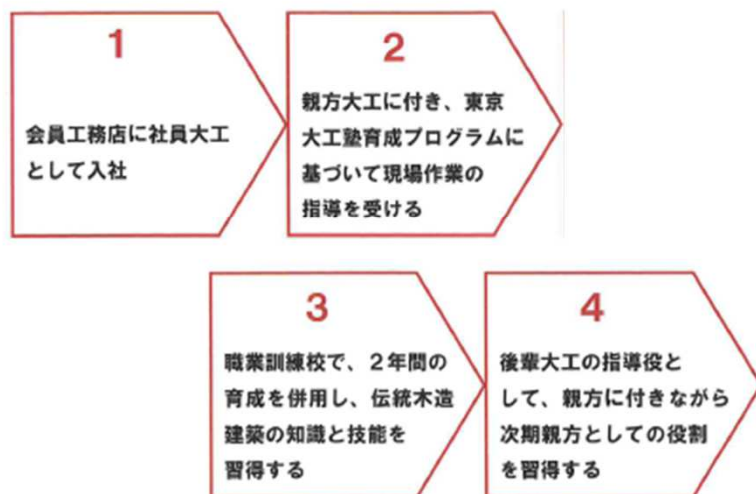 1
会員工務店に社員大工
として入社
2
親方大工に付き、東京
大工塾育成プログラムに
基づいて現場作業の
指導を受ける
3
職業訓練校で、２年間の
育成を併用し、伝統木造
建築の知識と技能を
習得する
4
後輩大工の指導役と
して、親方に付きながら
次期親方としての役割
を習得する